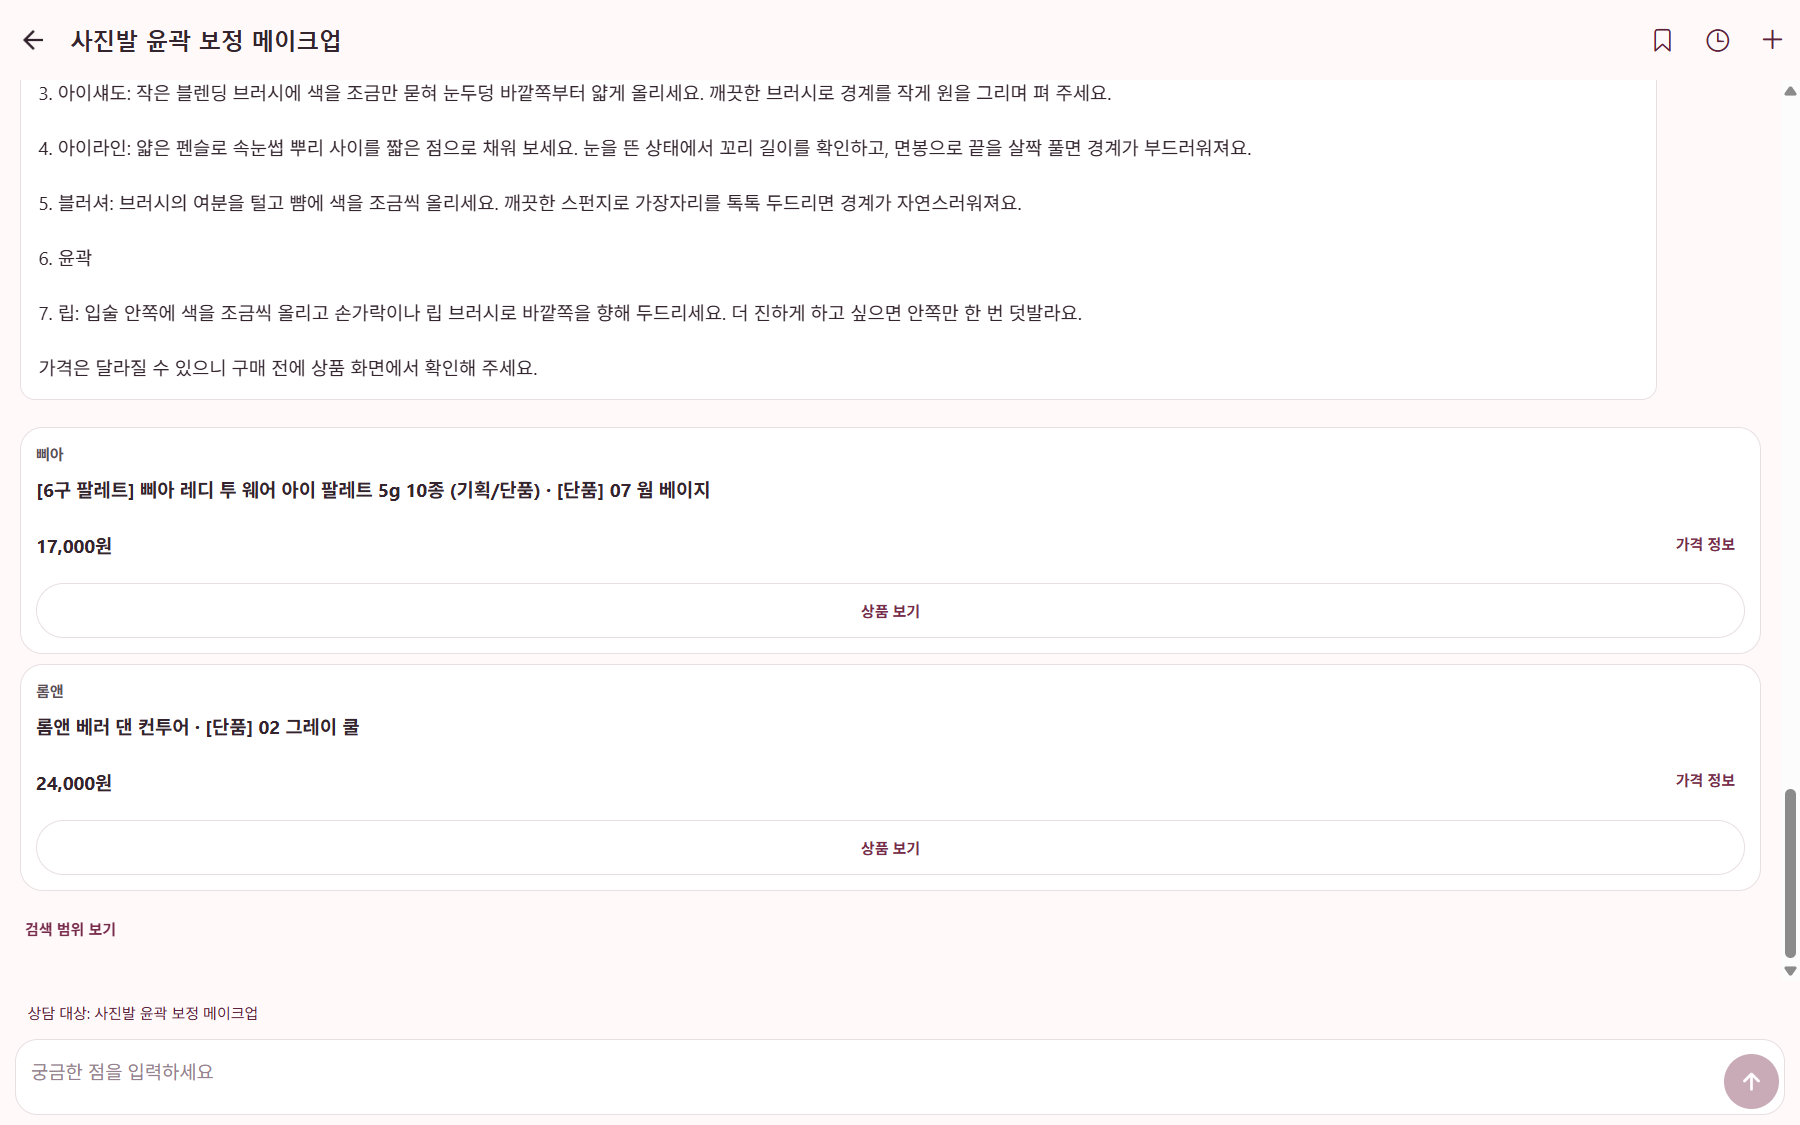 사진발 윤곽 보정 메이크업
3. 아이섀도: 작은 블렌딩 브러시에 색을 조금만 묻혀 눈두덩 바깥쪽부터 얇게 올리세요. 깨끗한 브러시로 경계를 작게 원을 그리며 펴 주세요.
4. 아이라인: 얇은 펜슬로 속눈썹 뿌리 사이를 짧은 점으로 채워 보세요. 눈을 뜬 상태에서 꼬리 길이를 확인하고, 면봉으로 끝을 살짝 풀면 경계가 부드러워져요.
5. 블러셔: 브러시의 여분을 털고 뺨에 색을 조금씩 올리세요. 깨끗한 스펀지로 가장자리를 톡톡 두드리면 경계가 자연스러워져요.
6. 윤곽
7. 립: 입술 안쪽에 색을 조금씩 올리고 손가락이나 립 브러시로 바깥쪽을 향해 두드리세요. 더 진하게 하고 싶으면 안쪽만 한 번 덧발라요.
가격은 달라질 수 있으니 구매 전에 상품 화면에서 확인해 주세요.
삐아
[6구 팔레트] 삐아 레디 투 웨어 아이 팔레트 5g 10종 (기획/단품) · [단품] 07 웜 베이지
17,000원
가격 정보
상품 보기
롬앤
롬앤 베러 댄 컨투어 · [단품] 02 그레이 쿨
24,000원
가격 정보
상품 보기
검색 범위 보기
상담 대상: 사진발 윤곽 보정 메이크업
궁금한 점을 입력하세요